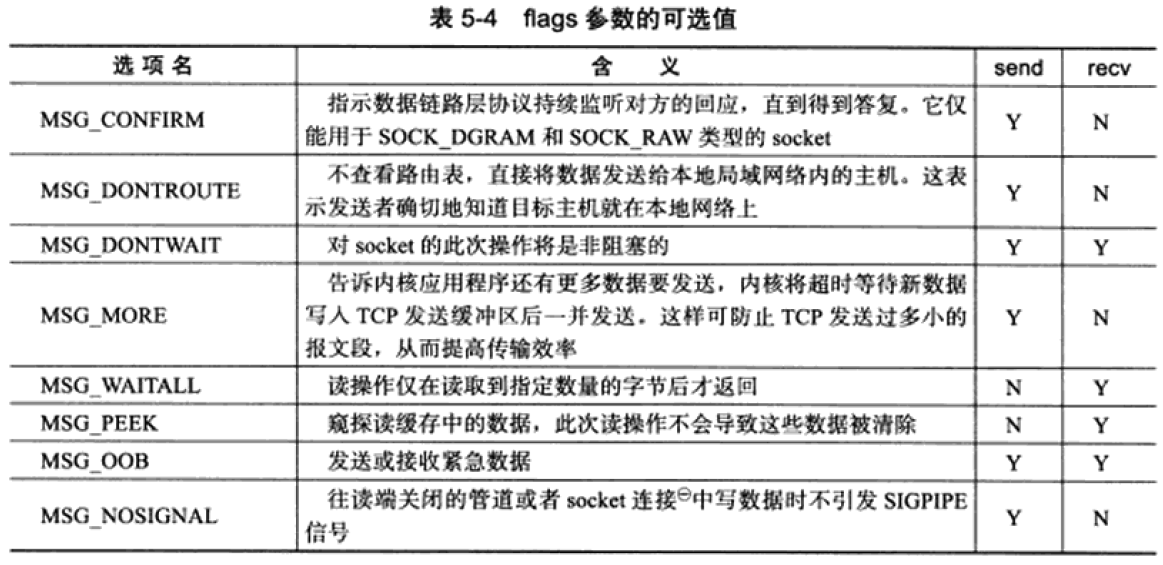 表 5-4 flags 参数的可选值
选 项 名 含 义 send recv
MSG_CONFIRM 指示数据链路层协议持续监听对方的回应，直到得到答复。它仅 Y N
能用于 SOCK_DGRAM 和 SOCK_RAW 类型的 socket
MSG_DONTROUTE 不查看路由表，直接将数据发送给本地局域网络内的主机。这表 Y N
示发送者确切地知道目标主机就在本地网络上
MSG_DONTWAIT 对 socket 的此次操作将是非阻塞的 Y Y
告诉内核应用程序还有更多数据要发送，内核将超时等待新数据
MSG_MORE 写入 TCP 发送缓冲区后一并发送。这样可防止 TCP 发送过多小的 Y N
报文段，从而提高传输效率
MSG_WAITALL 读操作仅在读取到指定数量的字节后才返回 N Y
MSG_PEEK 窥探读缓存中的数据，此次读操作不会导致这些数据被清除 N Y
MSG_OOB 发送或接收紧急数据 Y Y
MSG_NOSIGNAL 往读端关闭的管道或者 socket 连接㊀中写数据时不引发 SIGPIPE Y N
信号